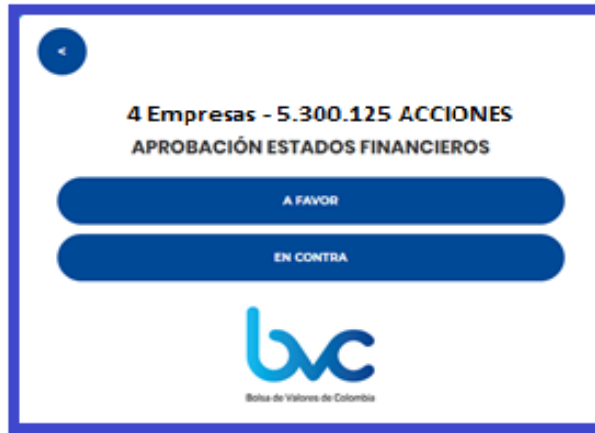 <
4 Empresas - 5.300.125 ACCIONES
APROBACIÓN ESTADOS FINANCIEROS
A FAVOR
EN CONTRA
bvc
Bolsa de Valores de Colombia